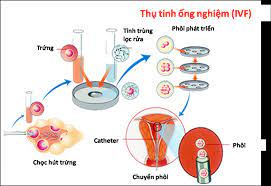 Thụ tinh ống nghiệm (IVF)
Trứng
Tinh trùng
lọc rửa
Phôi phát triển
Chọc hút trứng
Catheter
Chuyển phôi
Phôi